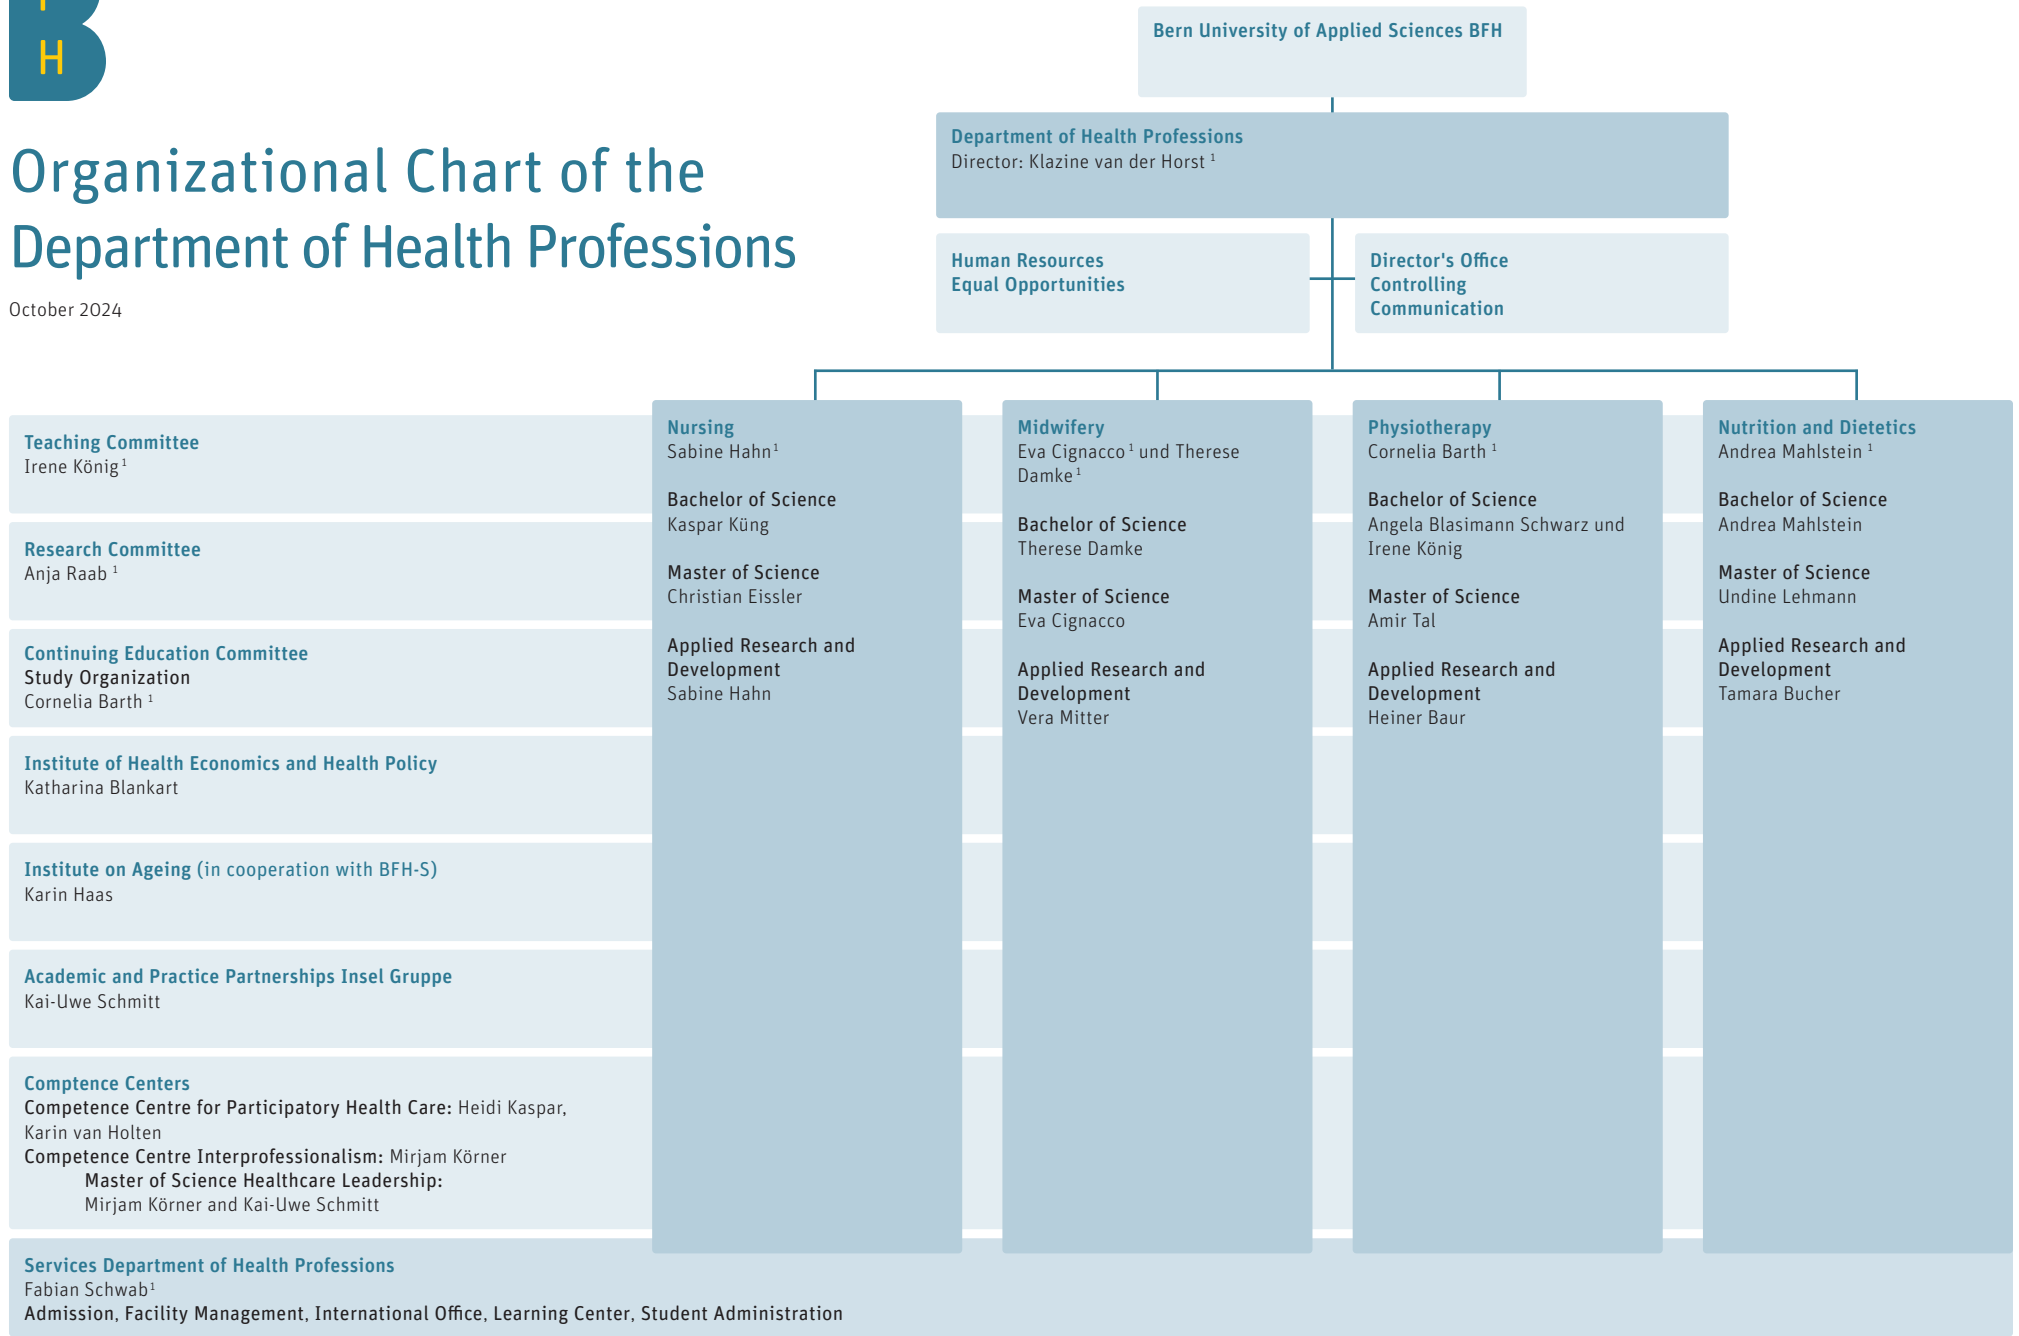 H
Organizational Chart of the
Department of Health Professions
October 2024
Bern University of Applied Sciences BFH
Department of Health Professions
Director: Klazine van der Horst ¹
Human Resources
Equal Opportunities
Director's Office
Controlling
Communication
Teaching Committee
Irene König ¹
Research Committee
Anja Raab ¹
Continuing Education Committee
Study Organization
Cornelia Barth ¹
Institute of Health Economics and Health Policy
Katharina Blankart
Institute on Ageing (in cooperation with BFH-S)
Karin Haas
Academic and Practice Partnerships Insel Gruppe
Kai-Uwe Schmitt
Comptence Centers
Competence Centre for Participatory Health Care: Heidi Kaspar,
Karin van Holten
Competence Centre Interprofessionalism: Mirjam Körner
Master of Science Healthcare Leadership:
Mirjam Körner and Kai-Uwe Schmitt
Nursing
Sabine Hahn ¹
Bachelor of Science
Kaspar Küng
Master of Science
Christian Eissler
Applied Research and
Development
Sabine Hahn
Midwifery
Eva Cignacco ¹ und Therese
Damke ¹
Bachelor of Science
Therese Damke
Master of Science
Eva Cignacco
Applied Research and
Development
Vera Mitter
Physiotherapy
Cornelia Barth ¹
Bachelor of Science
Angela Blasimann Schwarz und
Irene König
Master of Science
Amir Tal
Applied Research and
Development
Heiner Baur
Nutrition and Dietetics
Andrea Mahlstein ¹
Bachelor of Science
Andrea Mahlstein
Master of Science
Undine Lehmann
Applied Research and
Development
Tamara Bucher
Services Department of Health Professions
Fabian Schwab ¹
Admission, Facility Management, International Office, Learning Center, Student Administration